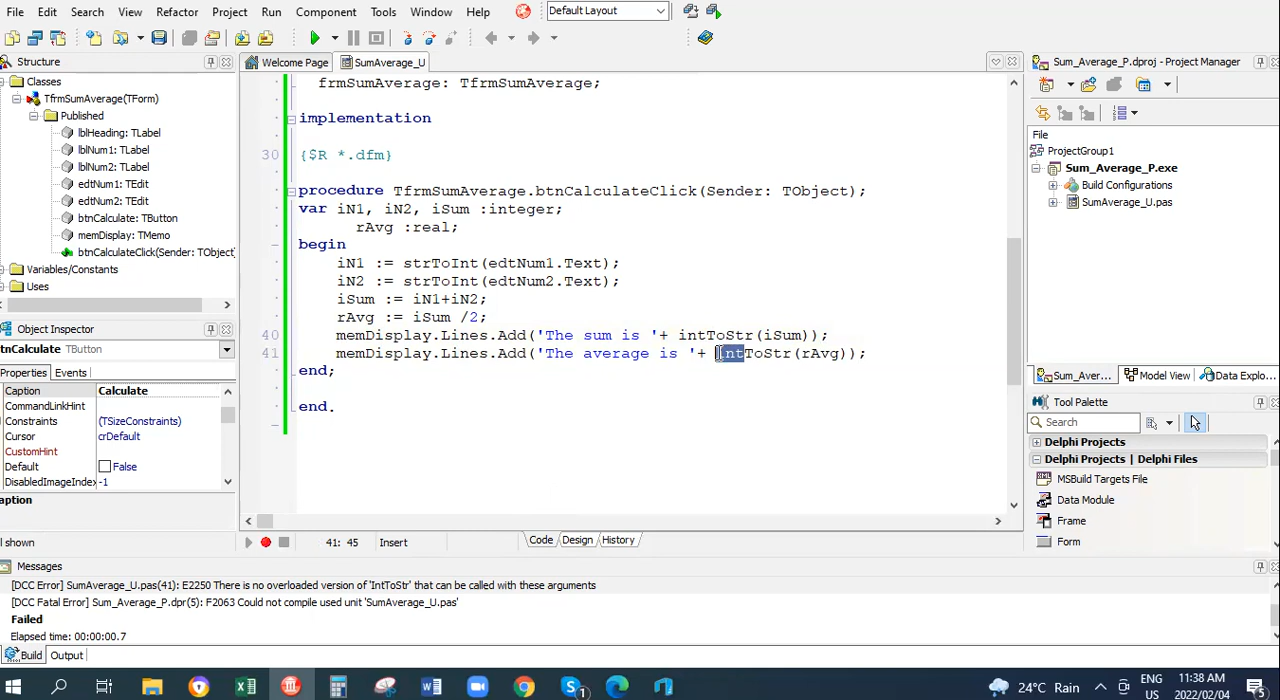 File Edit Search View Refactor Project Run Component Tools Window Help Default Layout
Structure
Welcome Page SumAverage_U
Sum_Average_P.dproj - Project Manager
Classes
TfrmSumAverage(TForm)
Published
lblHeading: TLabel
lblNum1: TLabel
lblNum2: TLabel
edtNum1: TEdit
edtNum2: TEdit
btnCalculate: TButton
memDisplay: TMemo
btnCalculateClick(Sender: TObject)
Variables/Constants
Uses
Object Inspector
tnCalculate TButton
Properties Events
Caption Calculate
CommandLinkHint
Constraints (TSizeConstraints)
Cursor crDefault
CustomHint
Default False
DisabledImageIndex -1
aption
l shown
frmSumAverage: TfrmSumAverage;
implementation
30 {$R *.dfm}
procedure TfrmSumAverage.btnCalculateClick(Sender: TObject);
var iN1, iN2, iSum :integer;
rAvg :real;
begin
iN1 := strToInt(edtNum1.Text);
iN2 := strToInt(edtNum2.Text);
iSum := iN1+iN2;
rAvg := iSum /2;
40 memDisplay.Lines.Add('The sum is '+ intToStr(iSum));
41 memDisplay.Lines.Add('The average is '+ intToStr(rAvg));
end;
end.
41: 45 Insert Code Design History
File
ProjectGroup1
Sum_Average_P.exe
Build Configurations
SumAverage_U.pas
Sum_Aver... Model View Data Explo...
Tool Palette
Search
Delphi Projects
Delphi Projects | Delphi Files
MSBuild Targets File
Data Module
Frame
Form
Messages
[DCC Error] SumAverage_U.pas(41): E2250 There is no overloaded version of 'IntToStr' that can be called with these arguments
[DCC Fatal Error] Sum_Average_P.dpr(5): F2063 Could not compile used unit 'SumAverage_U.pas'
Failed
Elapsed time: 00:00:00.7
Build Output
24°C Rain
ENG
US
11:38 AM
2022/02/04